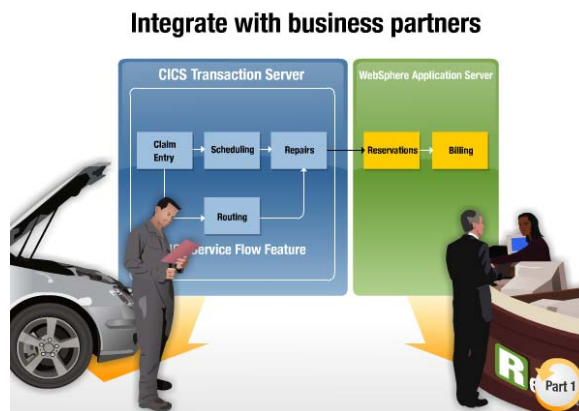 Integrate with business partners
CICS Transaction Server
WebSphere Application Server
Claim
Entry
Scheduling
Repairs
Reservations
Billing
Routing
Service Flow Feature
R
Part 1